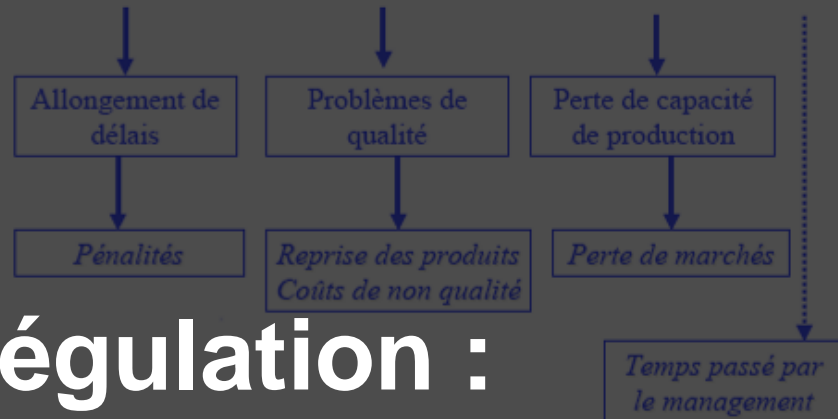 Allongement de
délais
Problèmes de
qualité
Perte de capacité
de production
Pénalités
Reprise des produits
Coûts de non qualité
Perte de marchés
égulation :
Temps passé par
le management